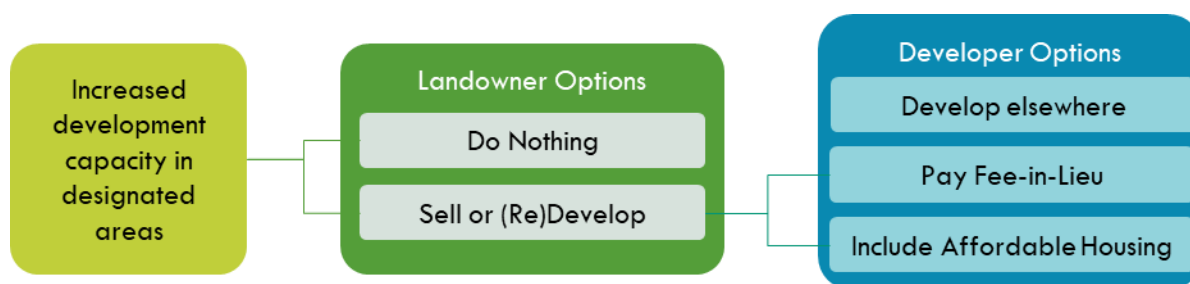 Increased
development
capacity in
designated
areas
Landowner Options
Do Nothing
Sell or (Re)Develop
Developer Options
Develop elsewhere
Pay Fee-in-Lieu
Include Affordable Housing